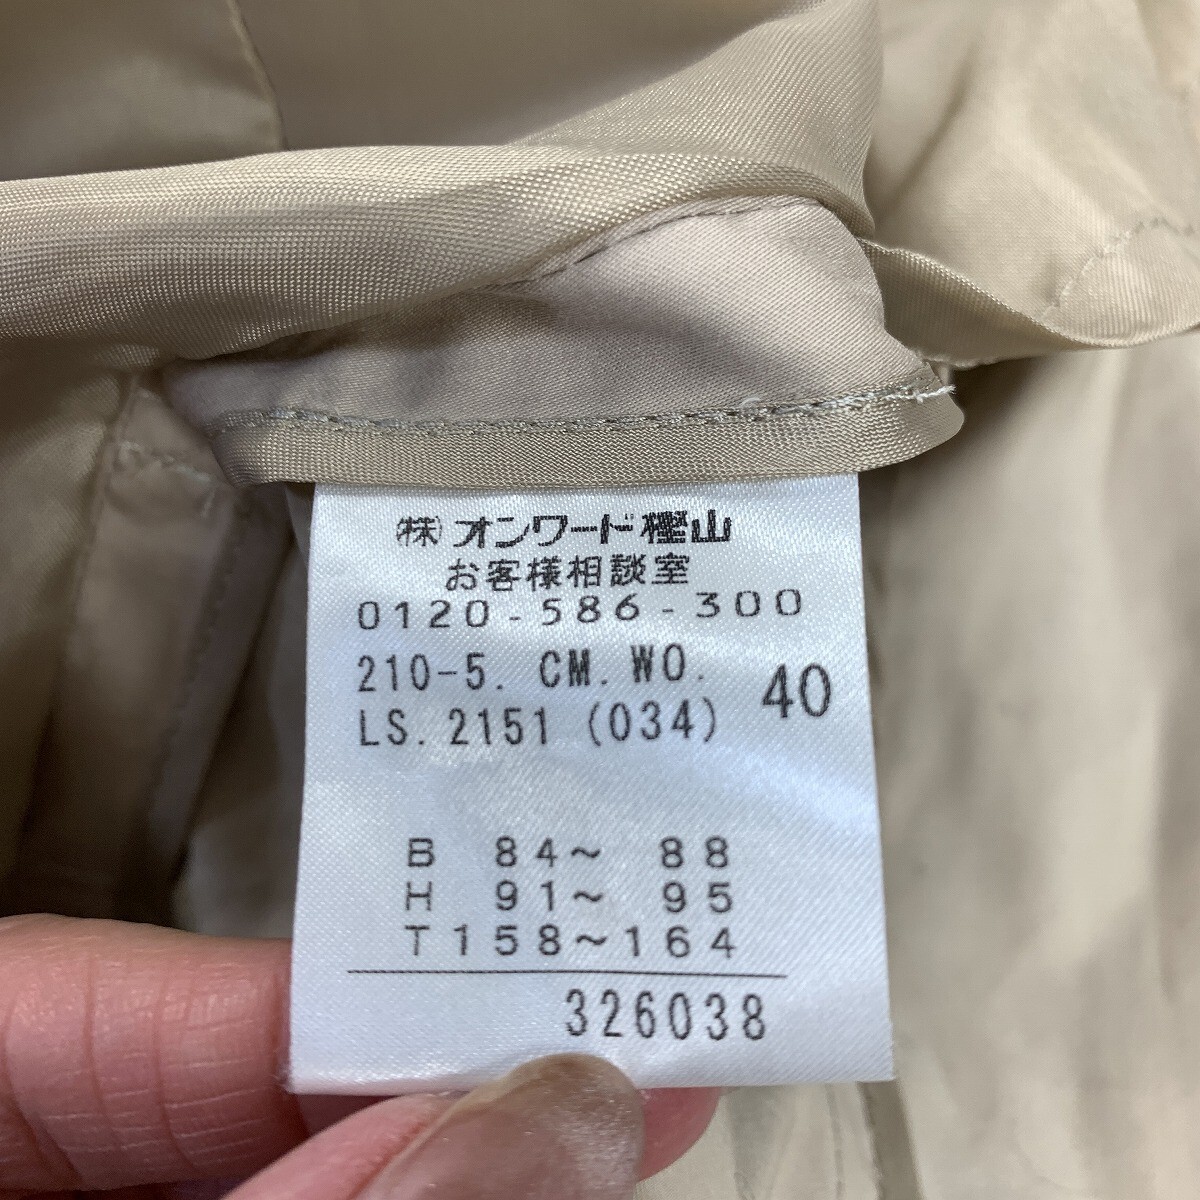 ㈱オンワード樫山
お客様相談室
0120-586-300
210-5. CM. WO. 40
LS. 2151 (034)
B 84～ 88
H 91～ 95
T 158～164
326038